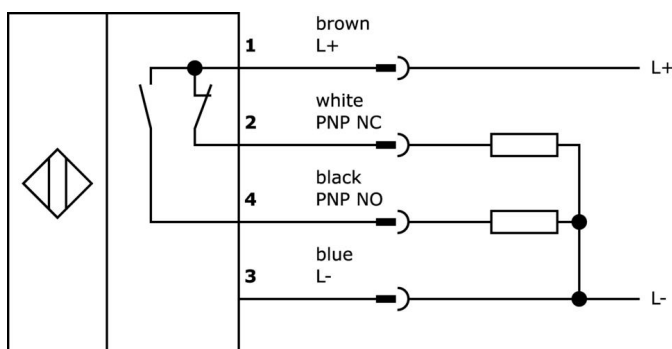 brown
1 L+
L+
white
2 PNP NC
black
4 PNP NO
blue
3 L-
L-